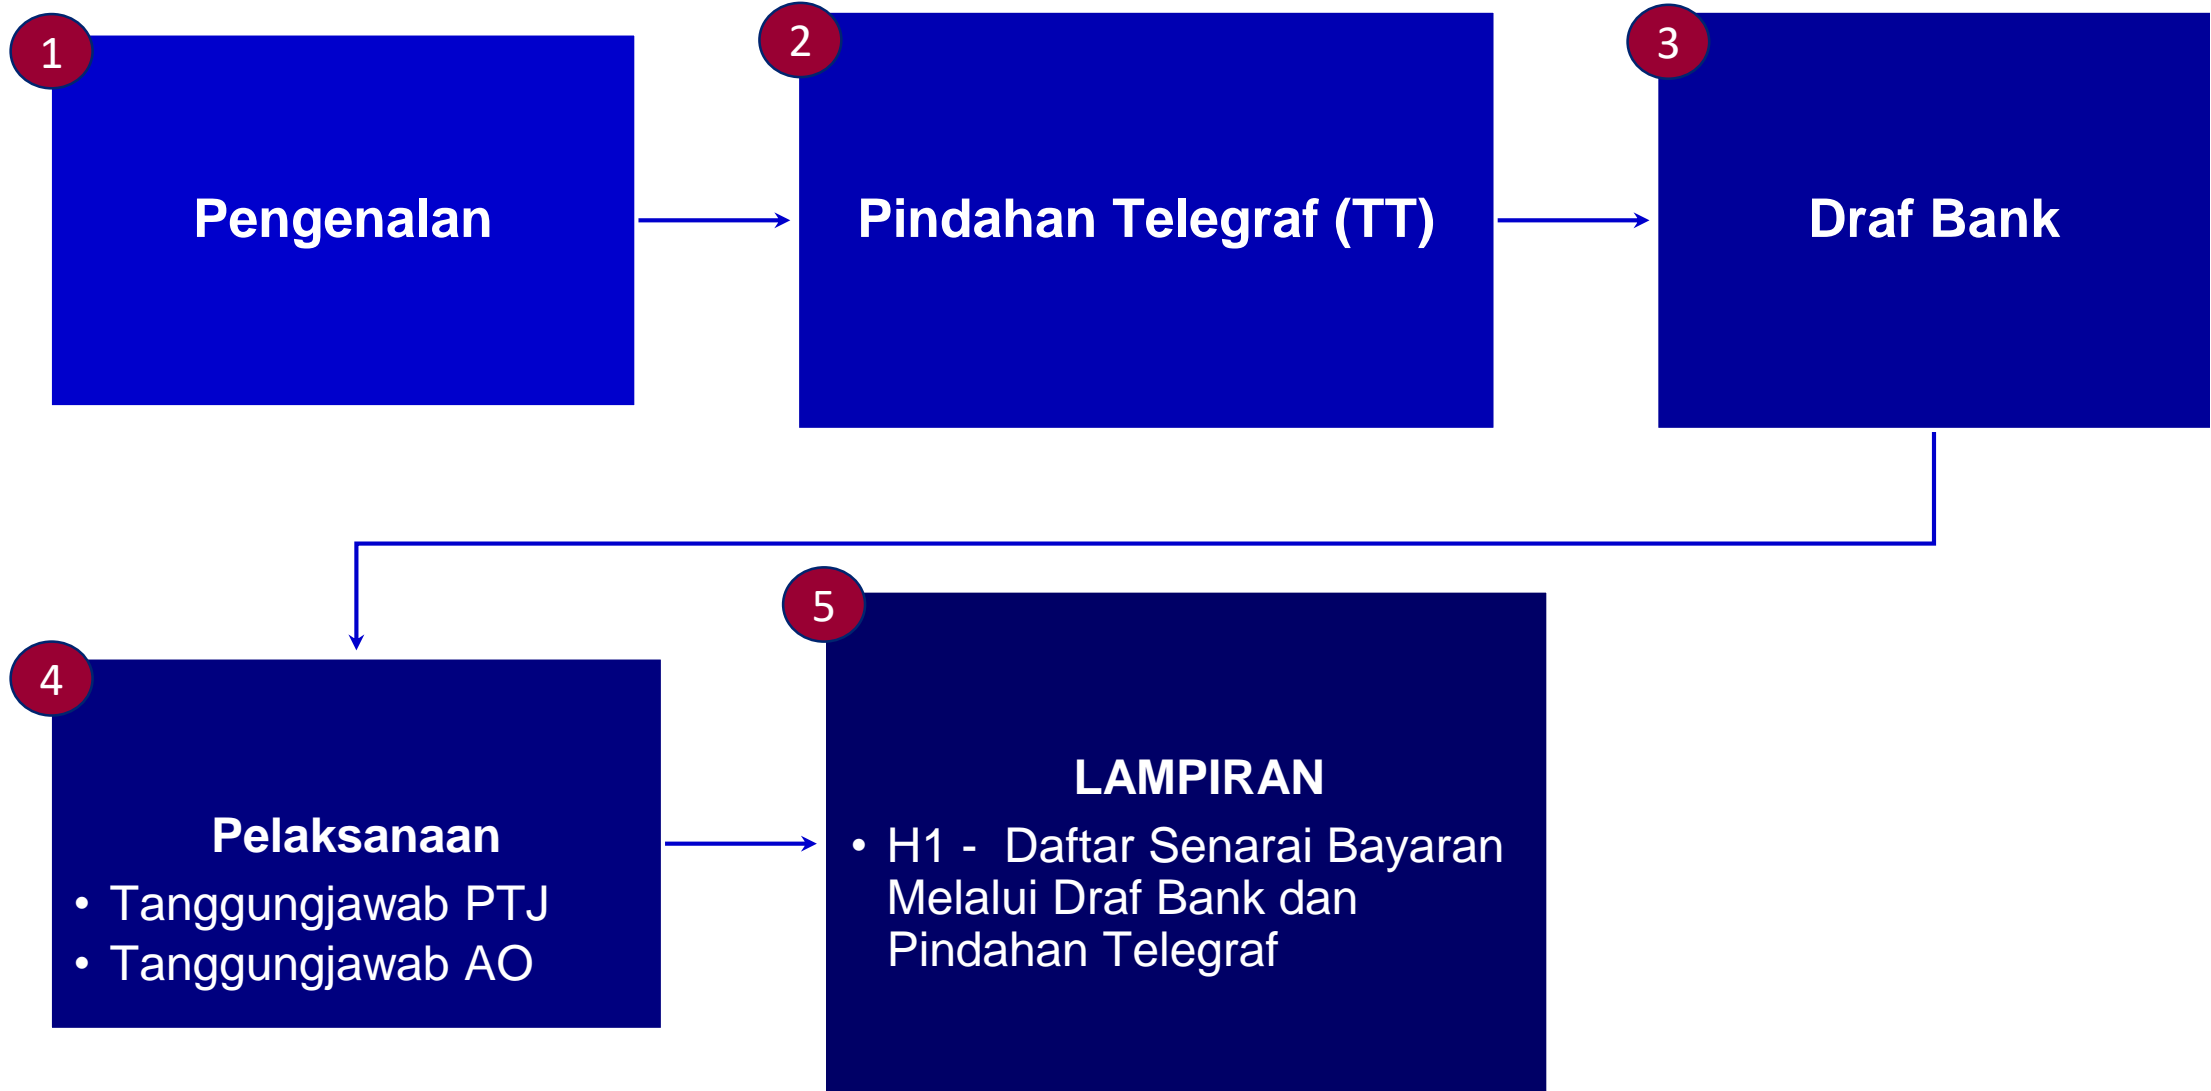 1
Pengenalan
2
Pindahan Telegraf (TT)
3
Draf Bank
4
Pelaksanaan
• Tanggungjawab PTJ
• Tanggungjawab AO
5
LAMPIRAN
• H1 - Daftar Senarai Bayaran
Melalui Draf Bank dan
Pindahan Telegraf